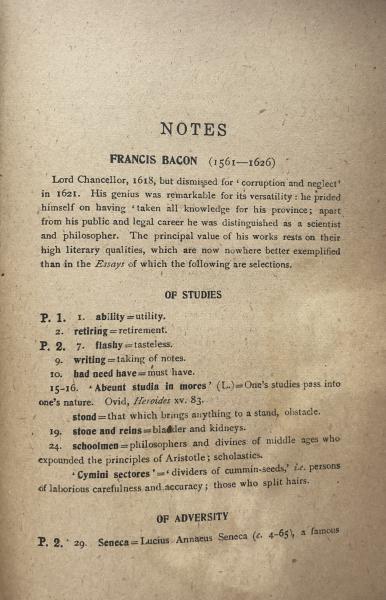 NOTES
FRANCIS BACON (1561—1626)
Lord Chancellor, 1618, but dismissed for ‘corruption and neglect’
in 1621. His genius was remarkable for its versatility: he prided
himself on having ‘taken all knowledge for his province; apart
from his public and legal career he was distinguished as a scientist
and philosopher. The principal value of his works rests on their
high literary qualities, which are now nowhere better exemplified
than in the Essays of which the following are selections.
OF STUDIES
P. 1. 1. ability=utility.
2. retiring=retirement.
P. 2. 7. flashy=tasteless.
9. writing=taking of notes.
10. had need have=must have.
15-16. ‘Abeunt studia in mores’ (L.)=One's studies pass into
one's nature. Ovid, Heroides xv. 83.
stond=that which brings anything to a stand, obstacle.
19. stone and reins=bladder and kidneys.
24. schoolmen=philosophers and divines of middle ages who
expounded the principles of Aristotle; scholastics.
‘Cymini sectores’=‘dividers of cummin-seeds,’ i.e. persons
of laborious carefulness and accuracy; those who split hairs.
OF ADVERSITY
P. 2. 29. Seneca=Lucius Annaeus Seneca (c. 4-65), a famous